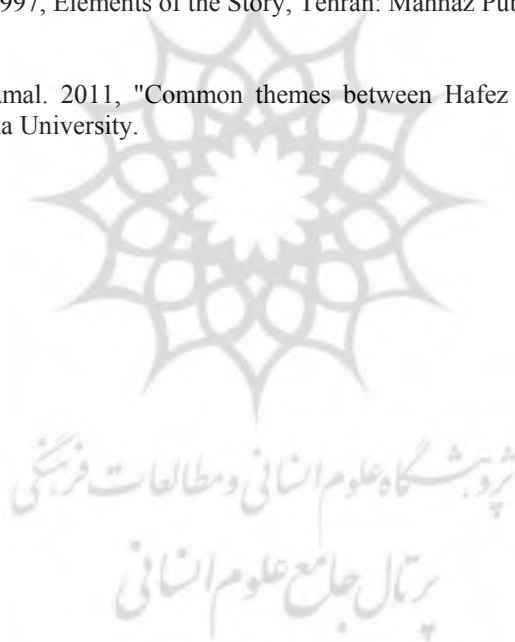 997, Elements of the Story, Tehran: Mahnaz Pub
amal. 2011, "Common themes between Hafez
a University.
پژوهشگاه علوم انسانی و مطالعات فرهنگی
پرتال جامع علوم انسانی